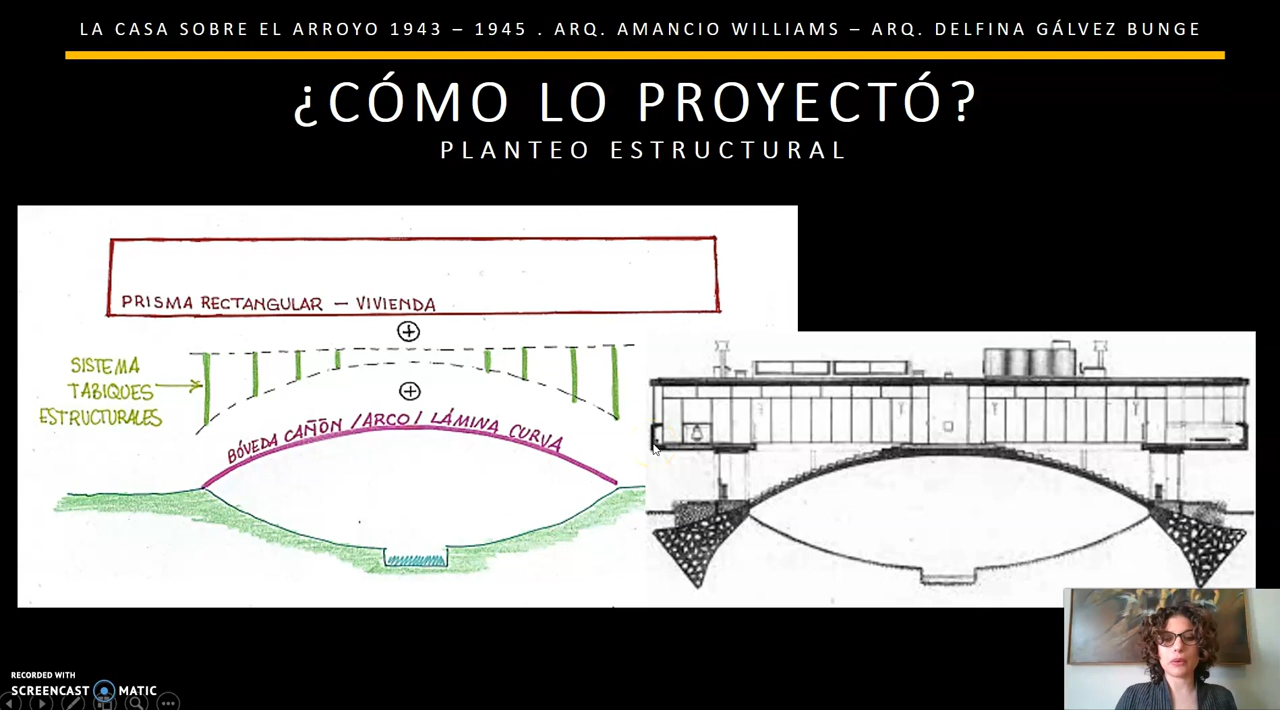 LA CASA SOBRE EL ARROYO 1943 – 1945 . ARQ. AMANCIO WILLIAMS – ARQ. DELFINA GÁLVEZ BUNGE
¿CÓMO LO PROYECTÓ?
PLANTEO ESTRUCTURAL
PRISMA RECTANGULAR — VIVIENDA
SISTEMA
TABIQUES
ESTRUCTURALES
BÓVEDA CAÑÓN / ARCO / LÁMINA CURVA
RECORDED WITH
SCREENCAST MATIC